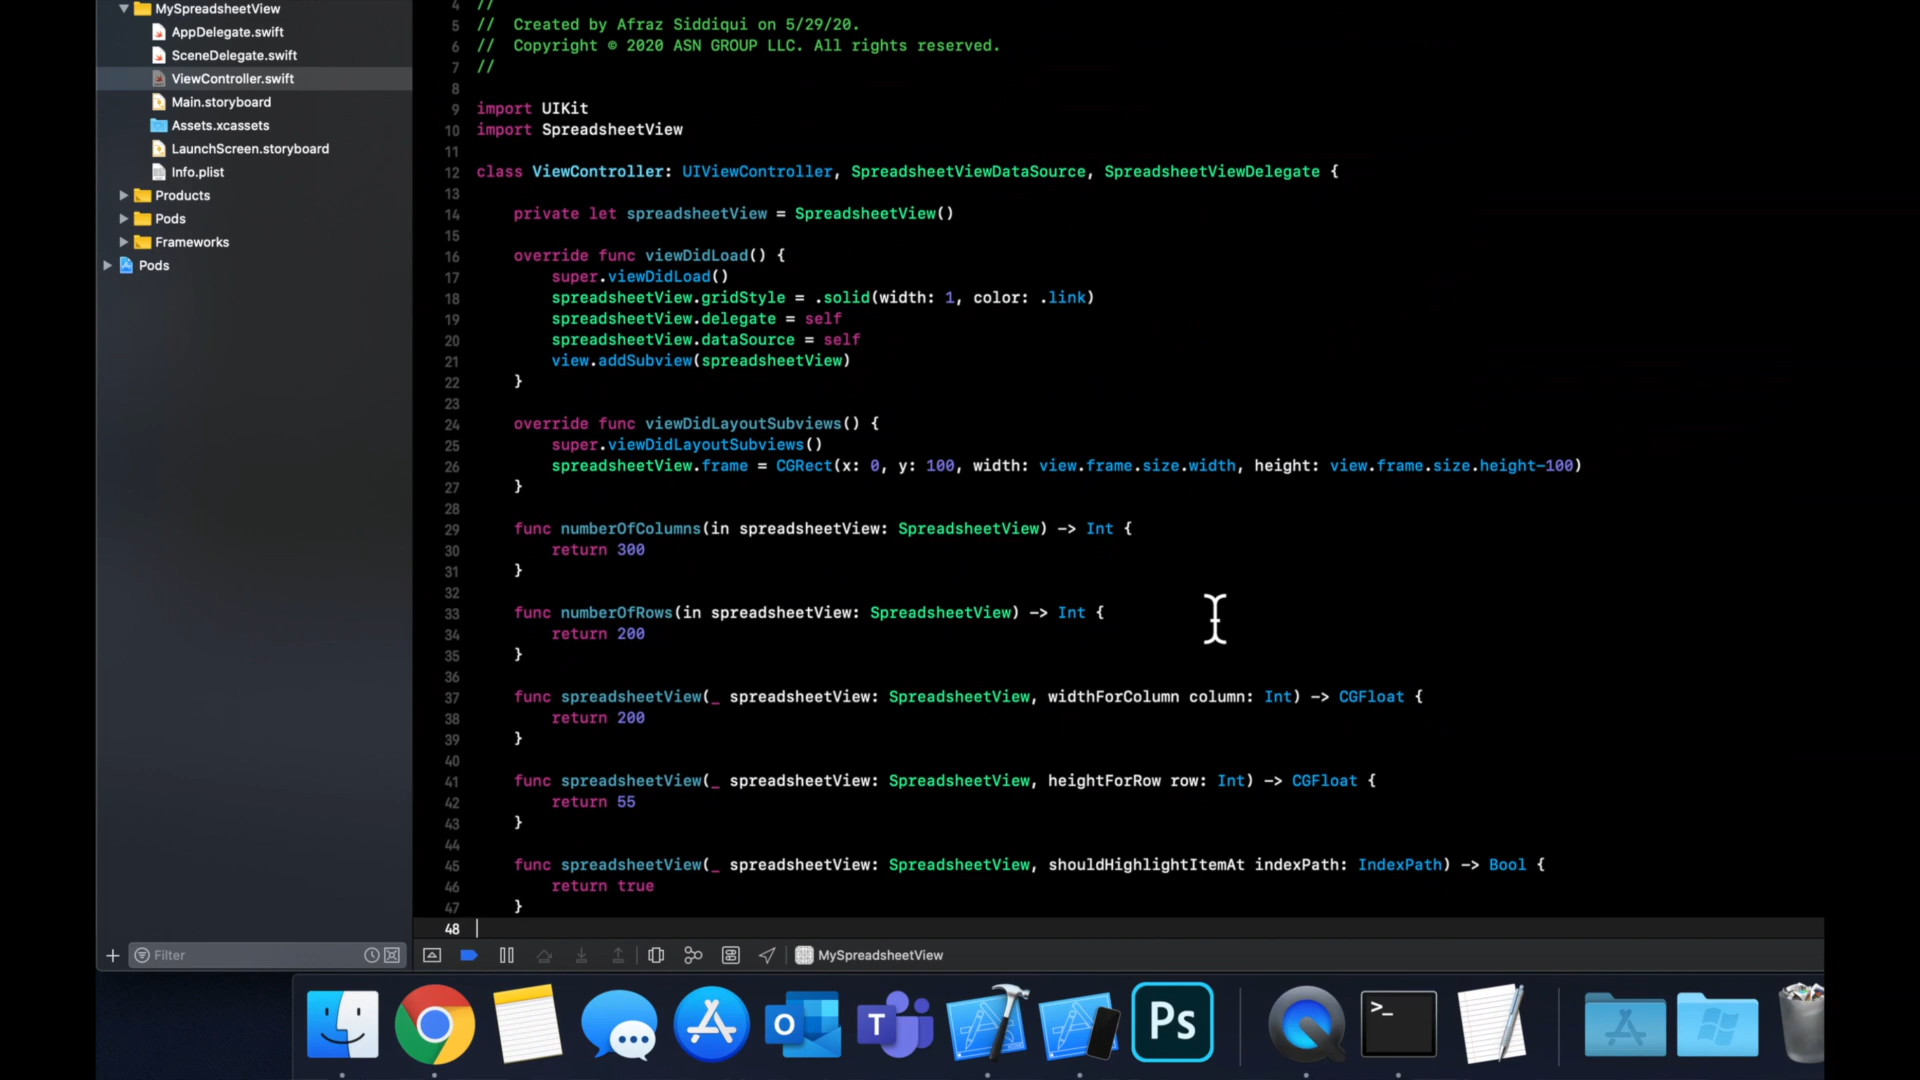 MySpreadsheetView
AppDelegate.swift
SceneDelegate.swift
ViewController.swift
Main.storyboard
Assets.xcassets
LaunchScreen.storyboard
Info.plist
Products
Pods
Frameworks
Pods
Filter
4 //
5 //  Created by Afraz Siddiqui on 5/29/20.
6 //  Copyright © 2020 ASN GROUP LLC. All rights reserved.
7 //
8
9 import UIKit
10 import SpreadsheetView
11
12 class ViewController: UIViewController, SpreadsheetViewDataSource, SpreadsheetViewDelegate {
13
14     private let spreadsheetView = SpreadsheetView()
15
16     override func viewDidLoad() {
17         super.viewDidLoad()
18         spreadsheetView.gridStyle = .solid(width: 1, color: .link)
19         spreadsheetView.delegate = self
20         spreadsheetView.dataSource = self
21         view.addSubview(spreadsheetView)
22     }
23
24     override func viewDidLayoutSubviews() {
25         super.viewDidLayoutSubviews()
26         spreadsheetView.frame = CGRect(x: 0, y: 100, width: view.frame.size.width, height: view.frame.size.height-100)
27     }
28
29     func numberOfColumns(in spreadsheetView: SpreadsheetView) -> Int {
30         return 300
31     }
32
33     func numberOfRows(in spreadsheetView: SpreadsheetView) -> Int {
34         return 200
35     }
36
37     func spreadsheetView(_ spreadsheetView: SpreadsheetView, widthForColumn column: Int) -> CGFloat {
38         return 200
39     }
40
41     func spreadsheetView(_ spreadsheetView: SpreadsheetView, heightForRow row: Int) -> CGFloat {
42         return 55
43     }
44
45     func spreadsheetView(_ spreadsheetView: SpreadsheetView, shouldHighlightItemAt indexPath: IndexPath) -> Bool {
46         return true
47     }
48
MySpreadsheetView
O
T
Ps
>_